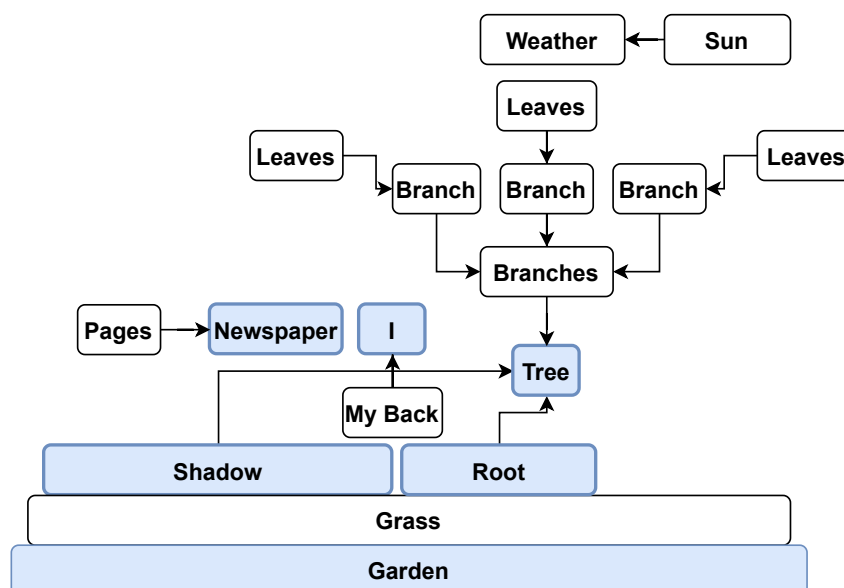 Weather
Sun
Leaves
Leaves
Leaves
Branch
Branch
Branch
Branches
Pages
Newspaper
I
Tree
My Back
Shadow
Root
Grass
Garden